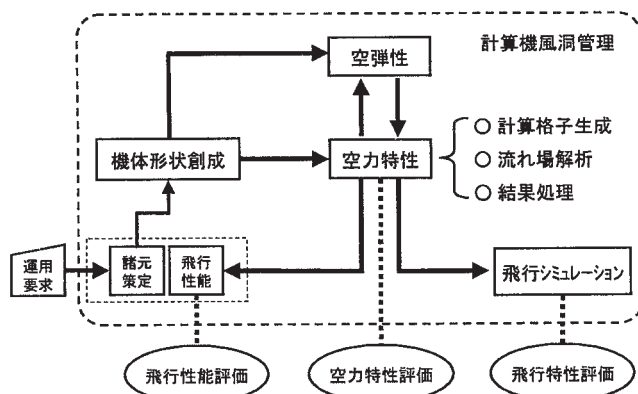 計算機風洞管理
空弾性
機体形状創成
空力特性
○ 計算格子生成
○ 流れ場解析
○ 結果処理
運用
要求
諸元
策定
飛行
性能
飛行シミュレーション
飛行性能評価
空力特性評価
飛行特性評価